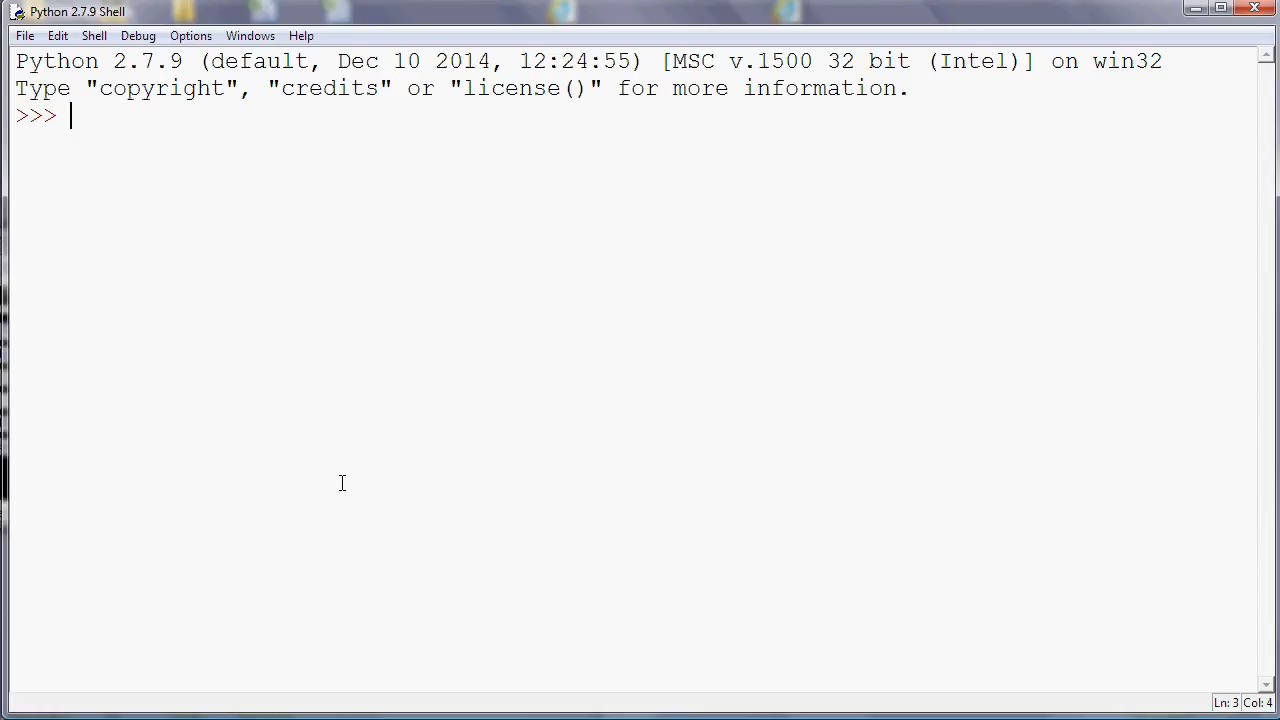 Python 2.7.9 Shell
File Edit Shell Debug Options Windows Help
Python 2.7.9 (default, Dec 10 2014, 12:24:55) [MSC v.1500 32 bit (Intel)] on win32
Type "copyright", "credits" or "license()" for more information.
>>>
Ln: 3 Col: 4